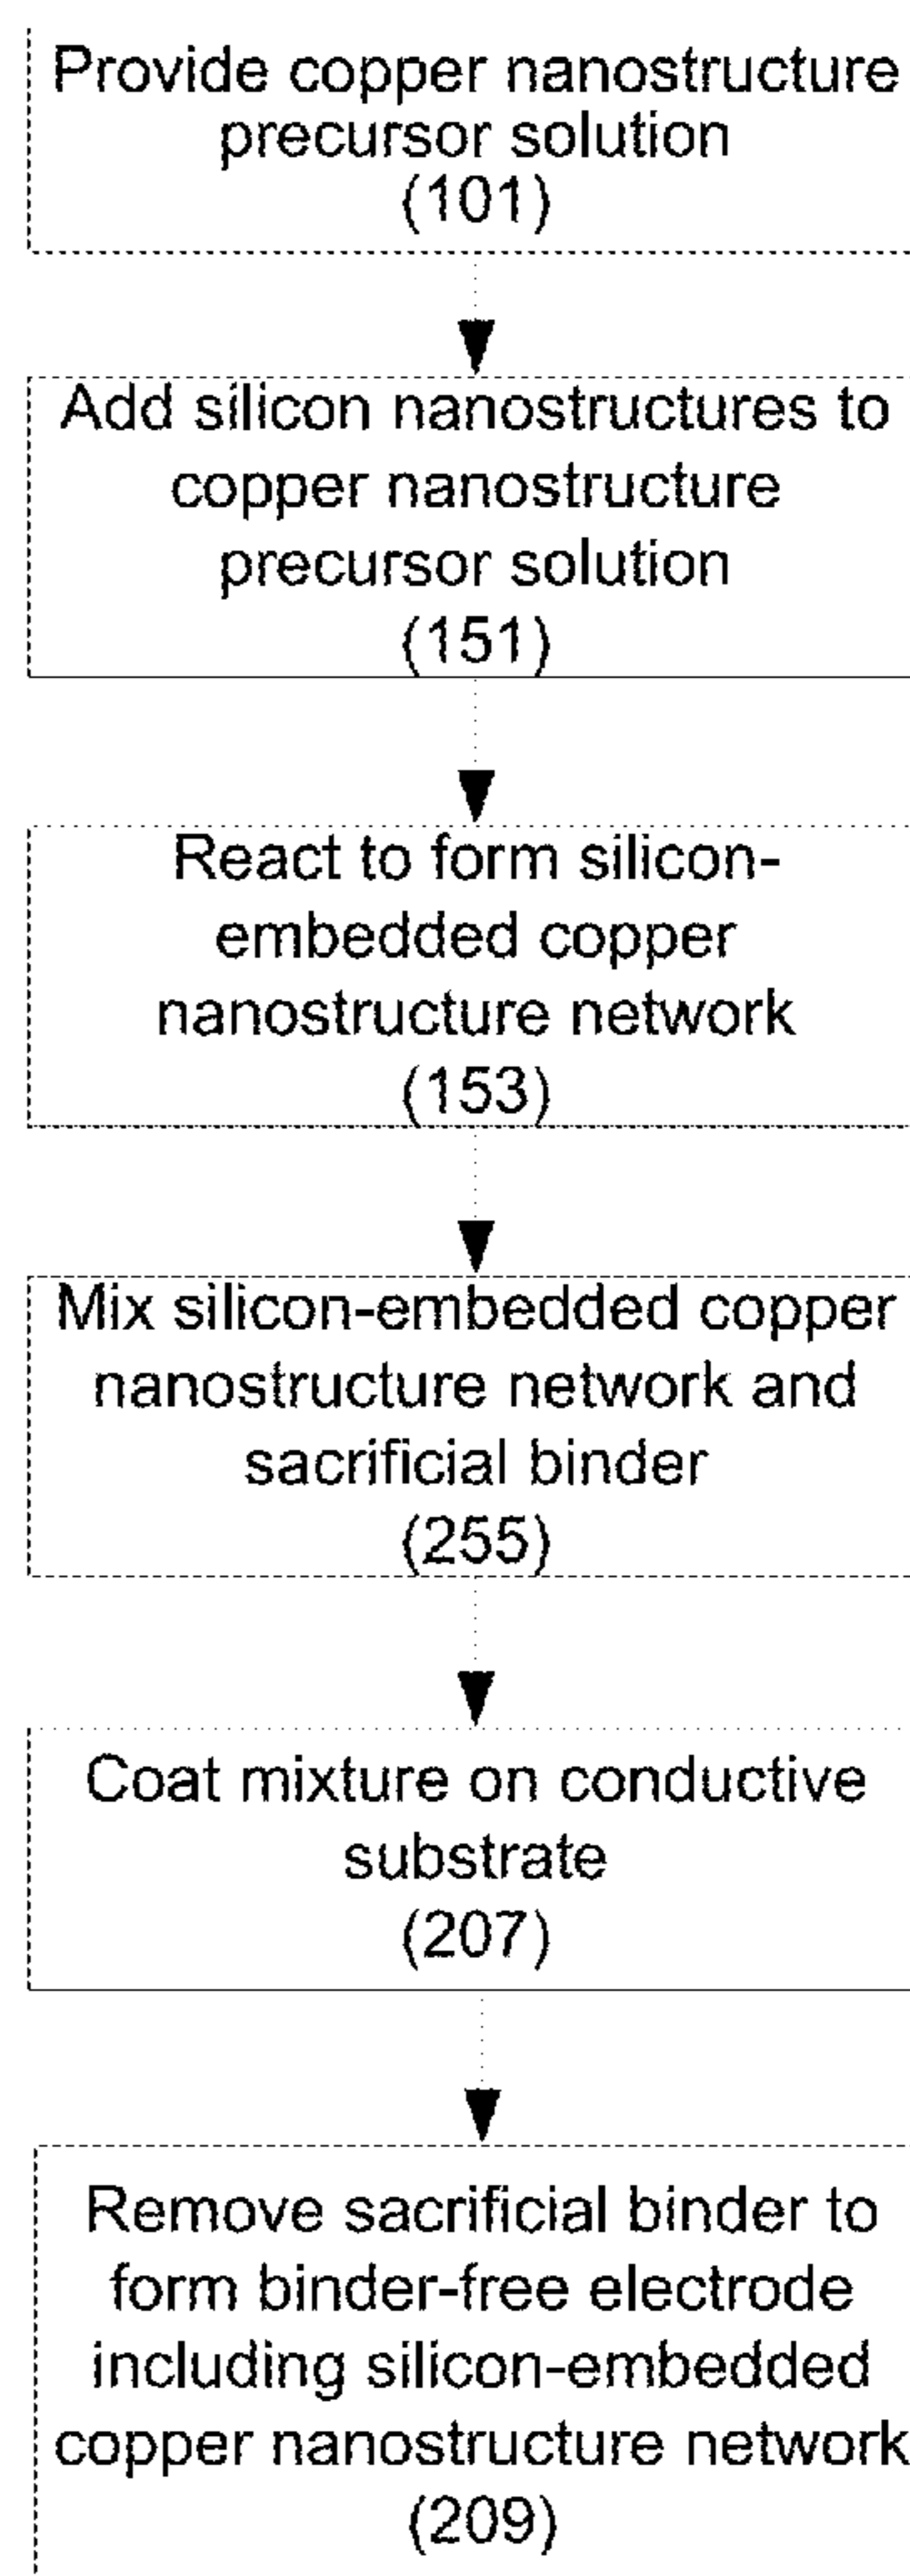 Provide copper nanostructure
precursor solution
(101)
Add silicon nanostructures to
copper nanostructure
precursor solution
(151)
React to form silicon-
embedded copper
nanostructure network
(153)
Mix silicon-embedded copper
nanostructure network and
sacrificial binder
(255)
Coat mixture on conductive
substrate
(207)
Remove sacrificial binder to
form binder-free electrode
including silicon-embedded
copper nanostructure network
(209)